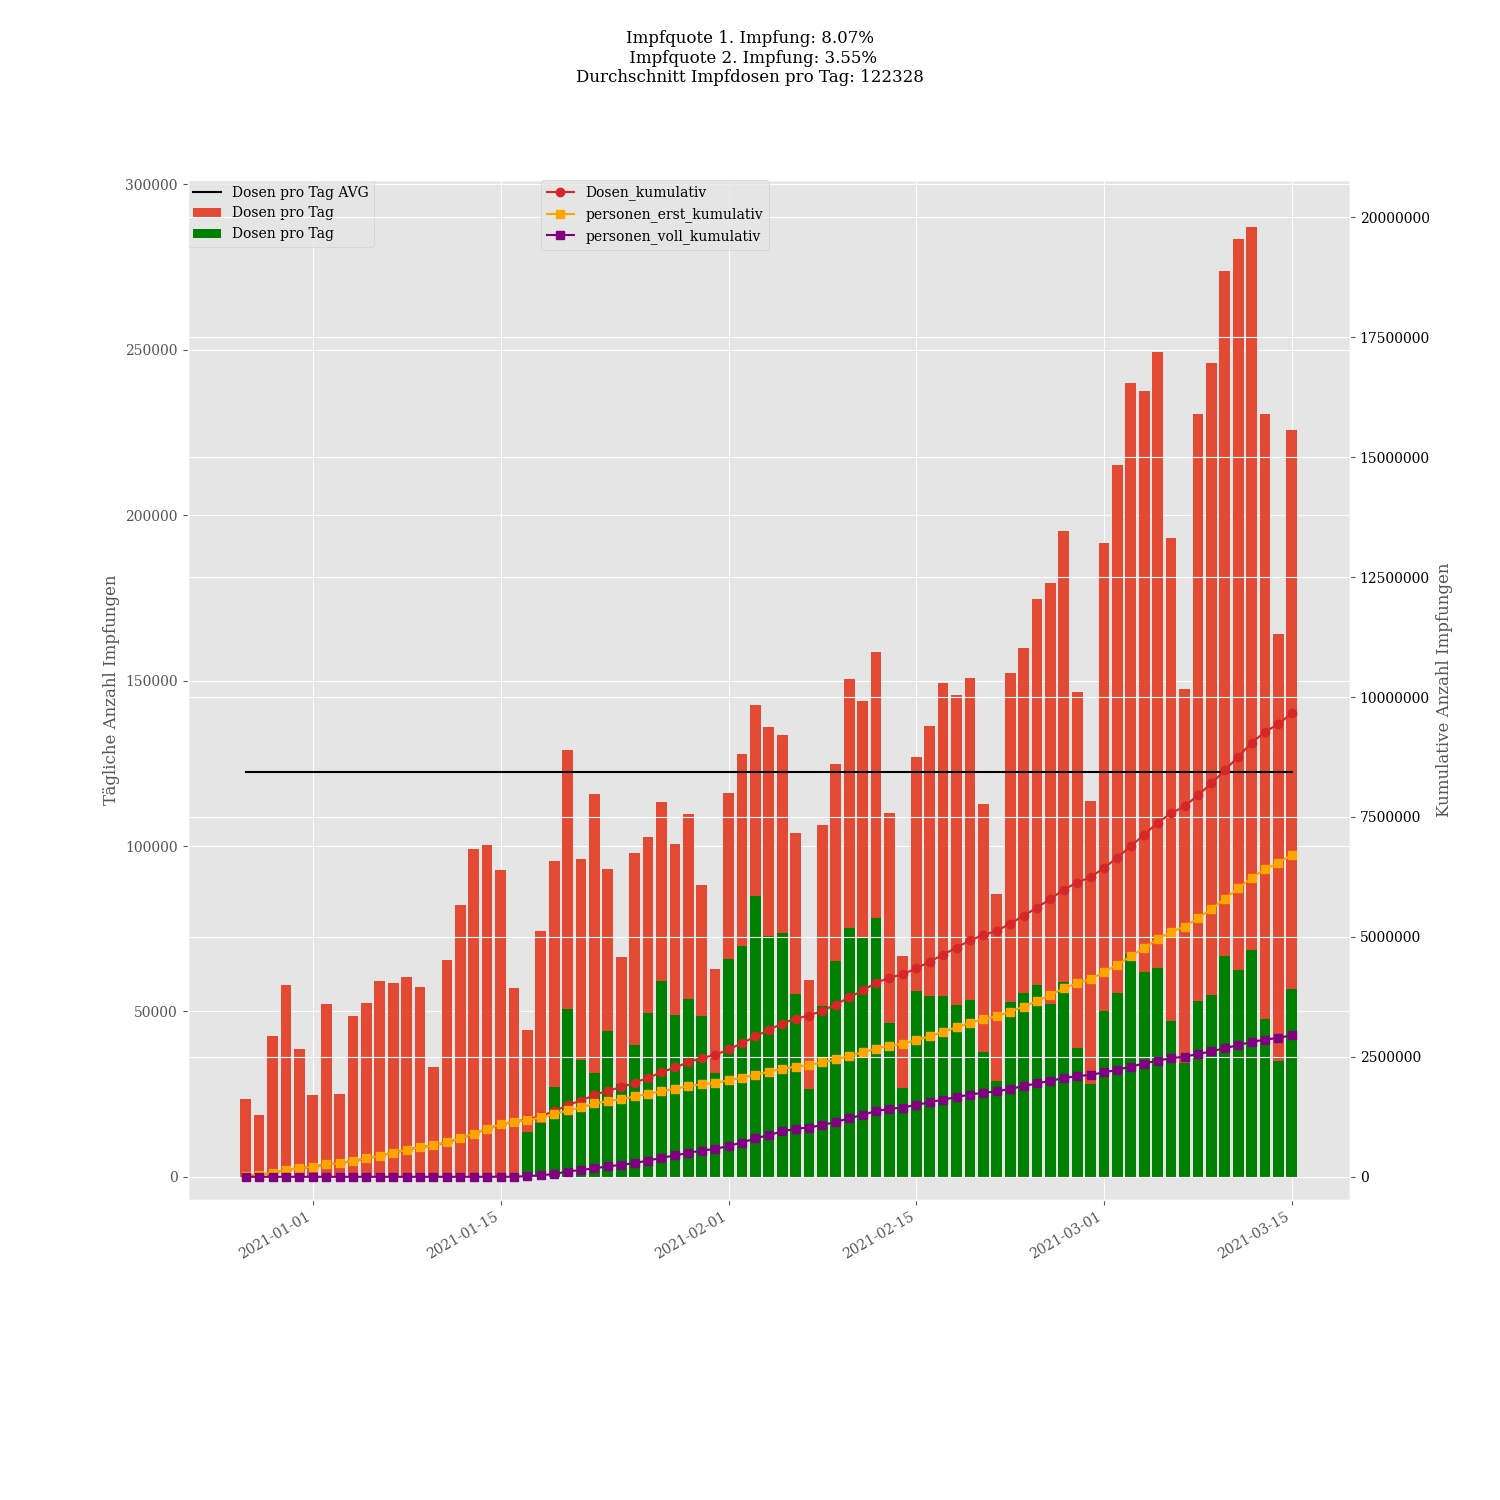 Impfquote 1. Impfung: 8.07%
Impfquote 2. Impfung: 3.55%
Durchschnitt Impfdosen pro Tag: 122328
Dosen pro Tag AVG
Dosen pro Tag
Dosen pro Tag
Dosen_kumulativ
personen_erst_kumulativ
personen_voll_kumulativ
Tägliche Anzahl Impfungen
300000
250000
200000
150000
100000
50000
0
Kumulative Anzahl Impfungen
20000000
17500000
15000000
12500000
10000000
7500000
5000000
2500000
0
2021-01-01
2021-01-15
2021-02-01
2021-02-15
2021-03-01
2021-03-15